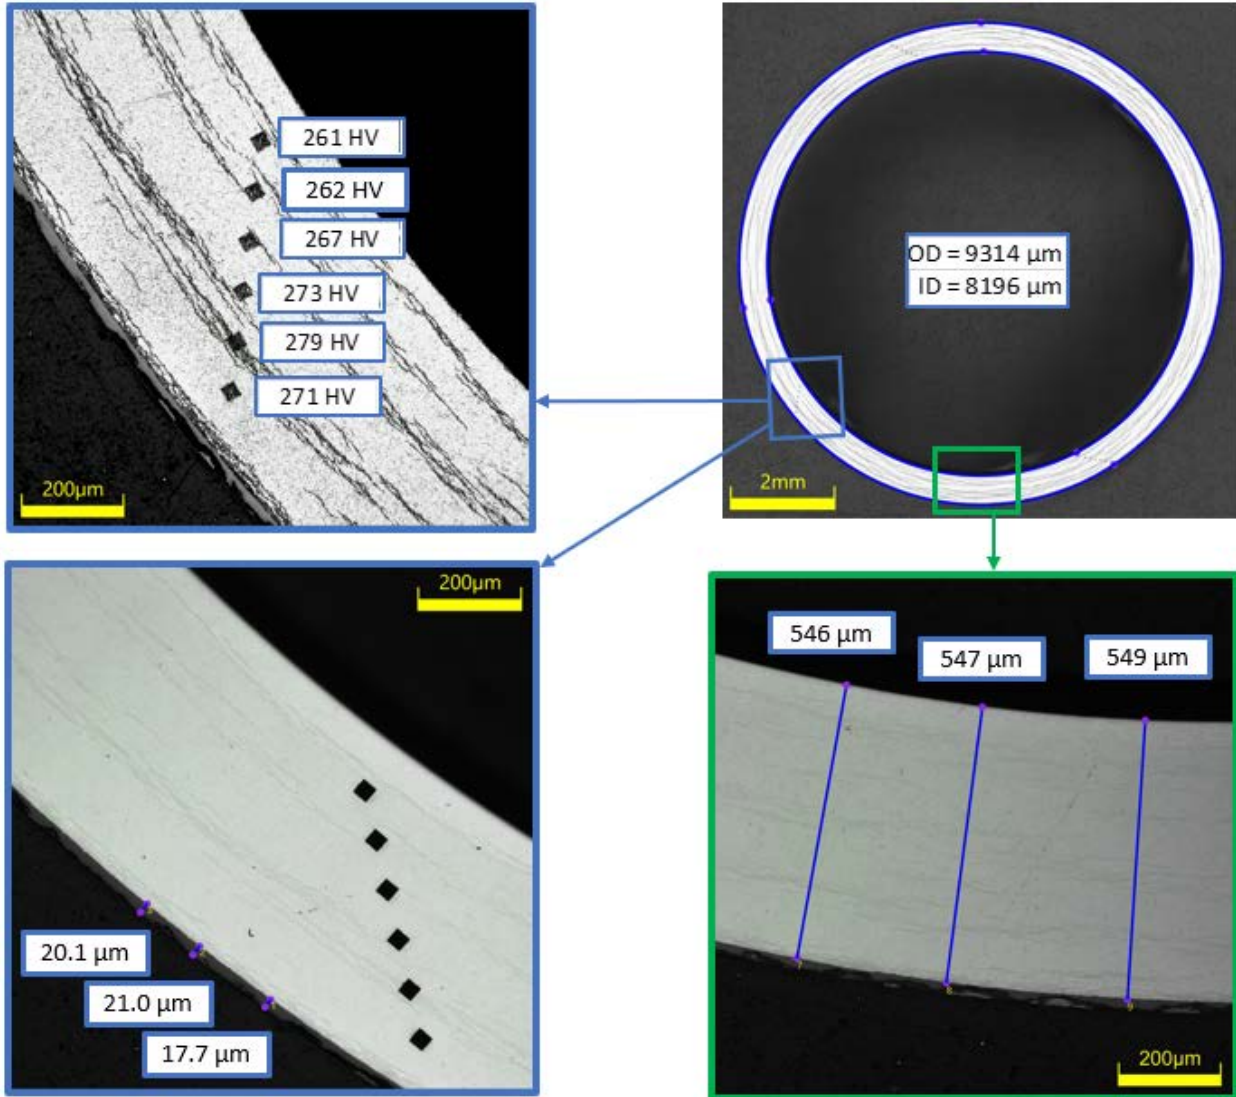 261 HV
262 HV
267 HV
273 HV
279 HV
271 HV
200µm
OD = 9314 µm
ID = 8196 µm
2mm
200µm
20.1 µm
21.0 µm
17.7 µm
546 µm
547 µm
549 µm
200µm